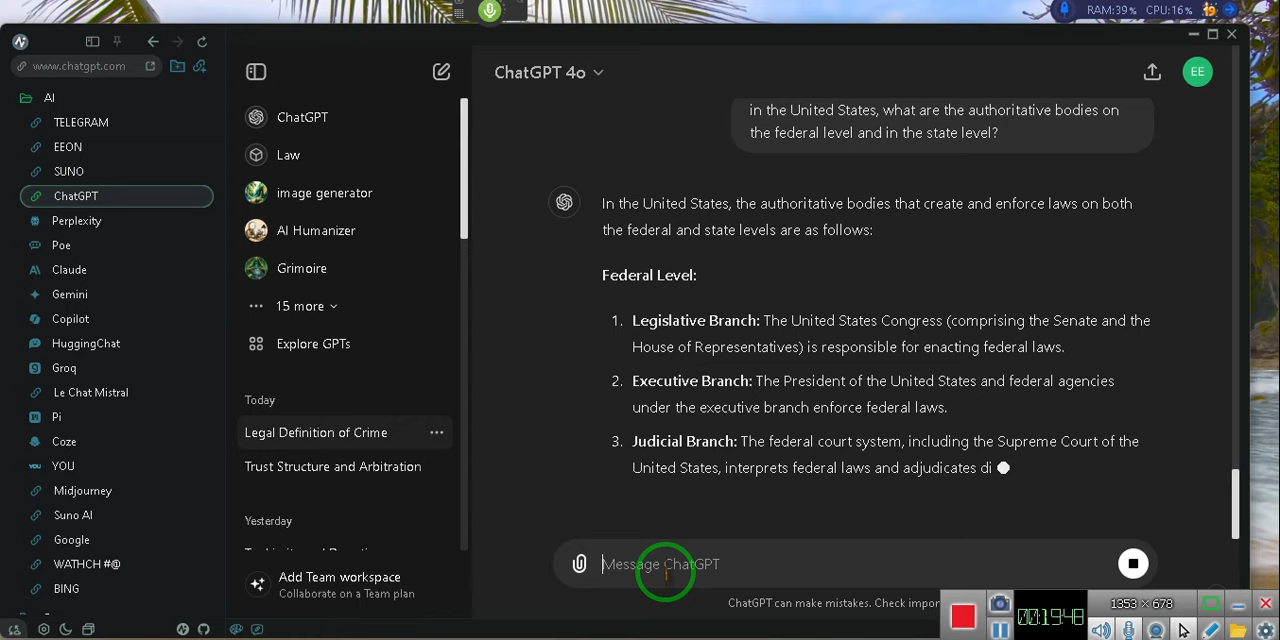 RAM:39% CPU:16% 19
www.chatgpt.com
AI
TELEGRAM
EEON
SUNO
ChatGPT
Perplexity
Poe
Claude
Gemini
Copilot
HuggingChat
Groq
Le Chat Mistral
Pi
Coze
YOU
Midjourney
Suno AI
Google
WATHCH #@
BING
ChatGPT
Law
image generator
AI Humanizer
Grimoire
15 more
Explore GPTs
Today
Legal Definition of Crime
Trust Structure and Arbitration
Yesterday
Add Team workspace
Collaborate on a Team plan
ChatGPT 4o
EE
in the United States, what are the authoritative bodies on
the federal level and in the state level?
In the United States, the authoritative bodies that create and enforce laws on both
the federal and state levels are as follows:
Federal Level:
1. Legislative Branch: The United States Congress (comprising the Senate and the
House of Representatives) is responsible for enacting federal laws.
2. Executive Branch: The President of the United States and federal agencies
under the executive branch enforce federal laws.
3. Judicial Branch: The federal court system, including the Supreme Court of the
United States, interprets federal laws and adjudicates di
Message ChatGPT
ChatGPT can make mistakes. Check impor
00:19:48
1353 × 678